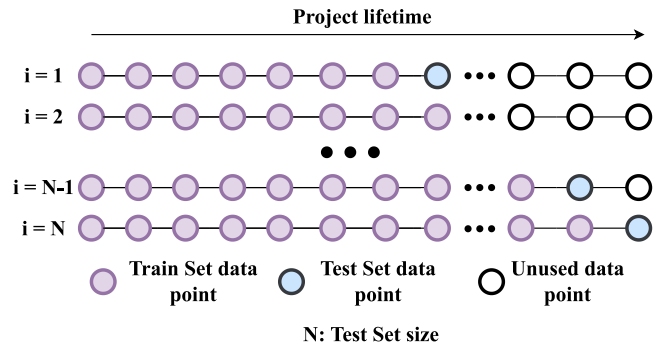 Project lifetime
i = 1
i = 2
i = N-1
i = N
Train Set data point
Test Set data point
Unused data point
N: Test Set size